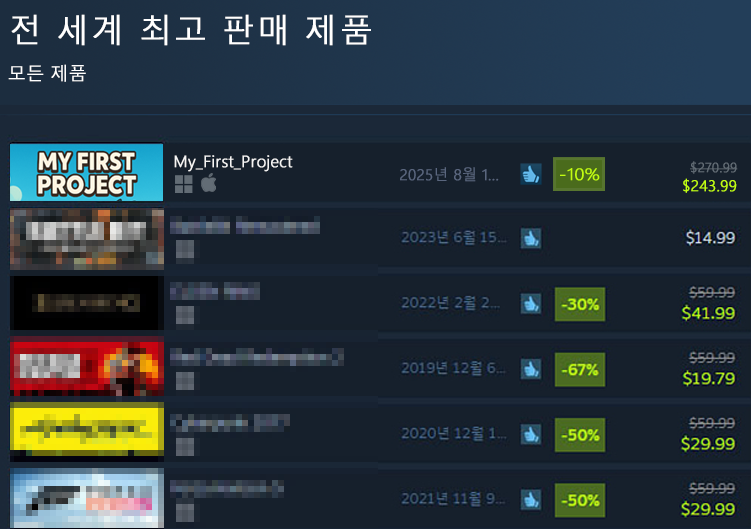 전 세계 최고 판매 제품
모든 제품
MY FIRST
PROJECT
My_First_Project
2025년 8월 1...
-10%
$270.99
$243.99
2023년 6월 15...
$14.99
2022년 2월 2...
-30%
$59.99
$41.99
2019년 12월 6...
-67%
$59.99
$19.79
2020년 12월 1...
-50%
$59.99
$29.99
2021년 11월 9...
-50%
$59.99
$29.99